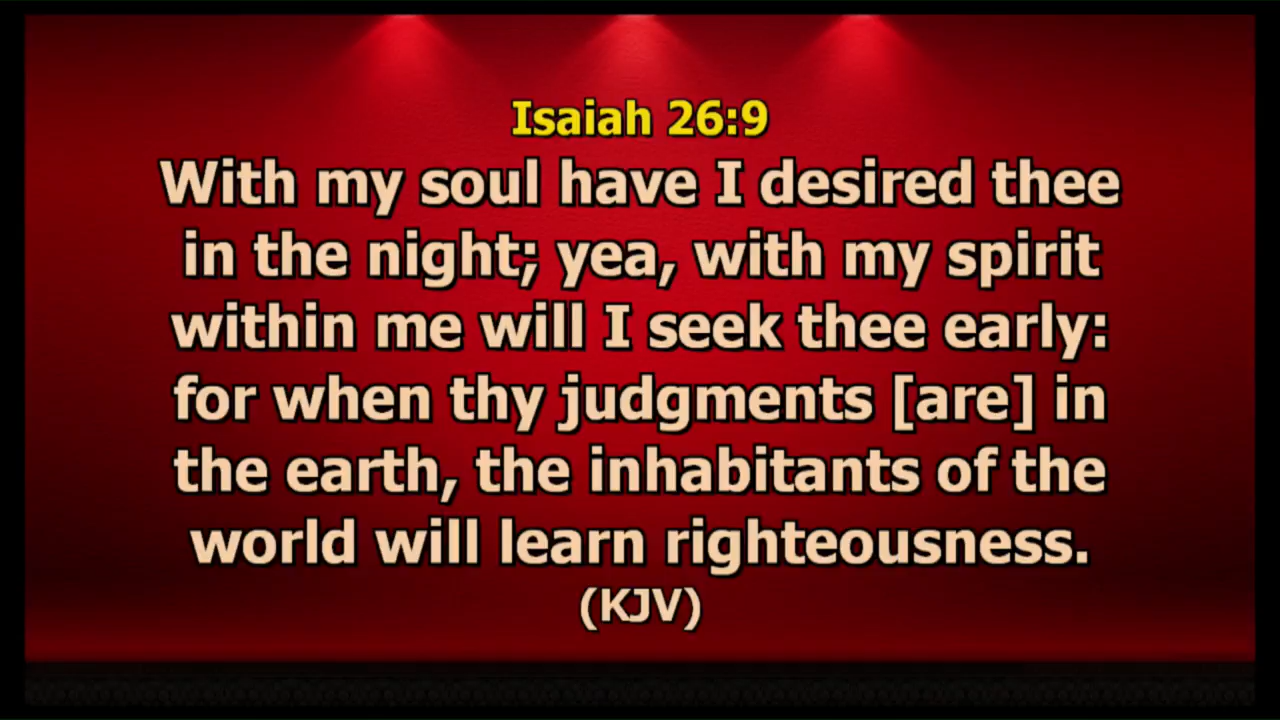 Isaiah 26:9
With my soul have I desired thee
in the night; yea, with my spirit
within me will I seek thee early:
for when thy judgments [are] in
the earth, the inhabitants of the
world will learn righteousness.
(KJV)